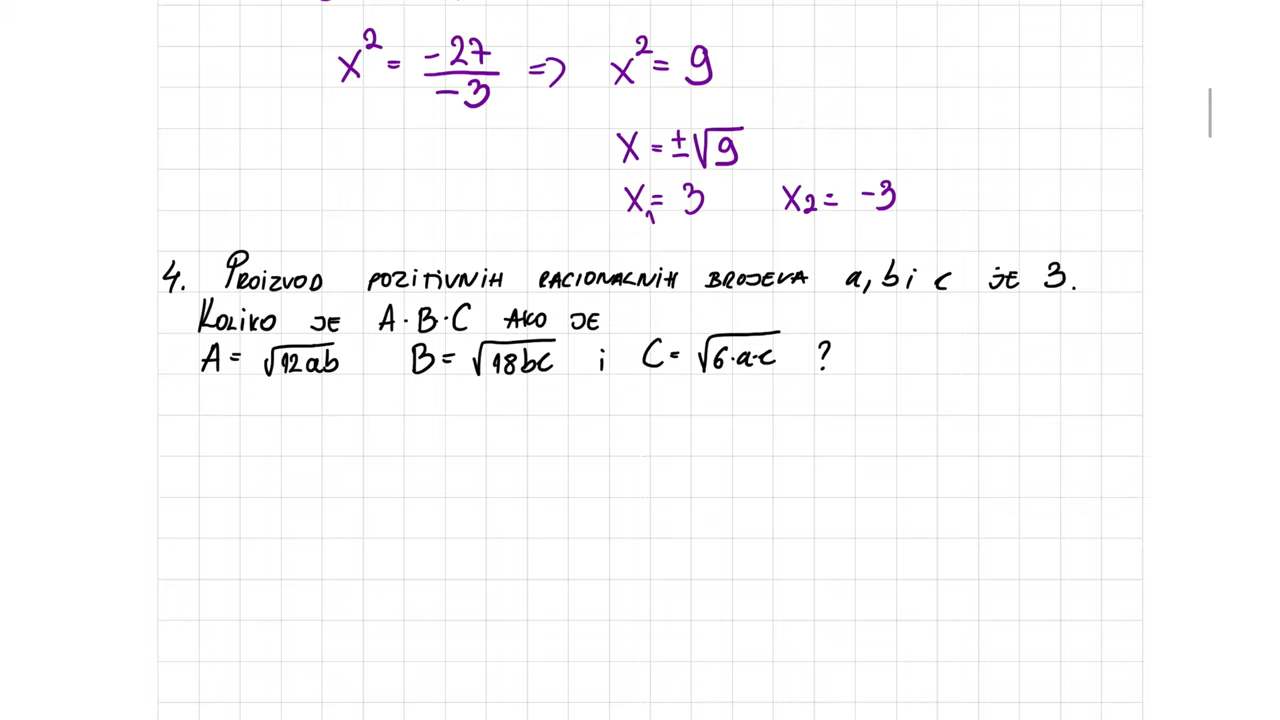 x² = -27/-3 => x² = 9
x = ±√9
x₁ = 3 x₂ = -3
4. PROIZVOD POZITIVNIH RACIONALNIH BROJEVA a, b i c JE 3.
KOLIKO JE A·B·C AKO JE
A = √12ab B = √18bc i C = √6·a·c ?